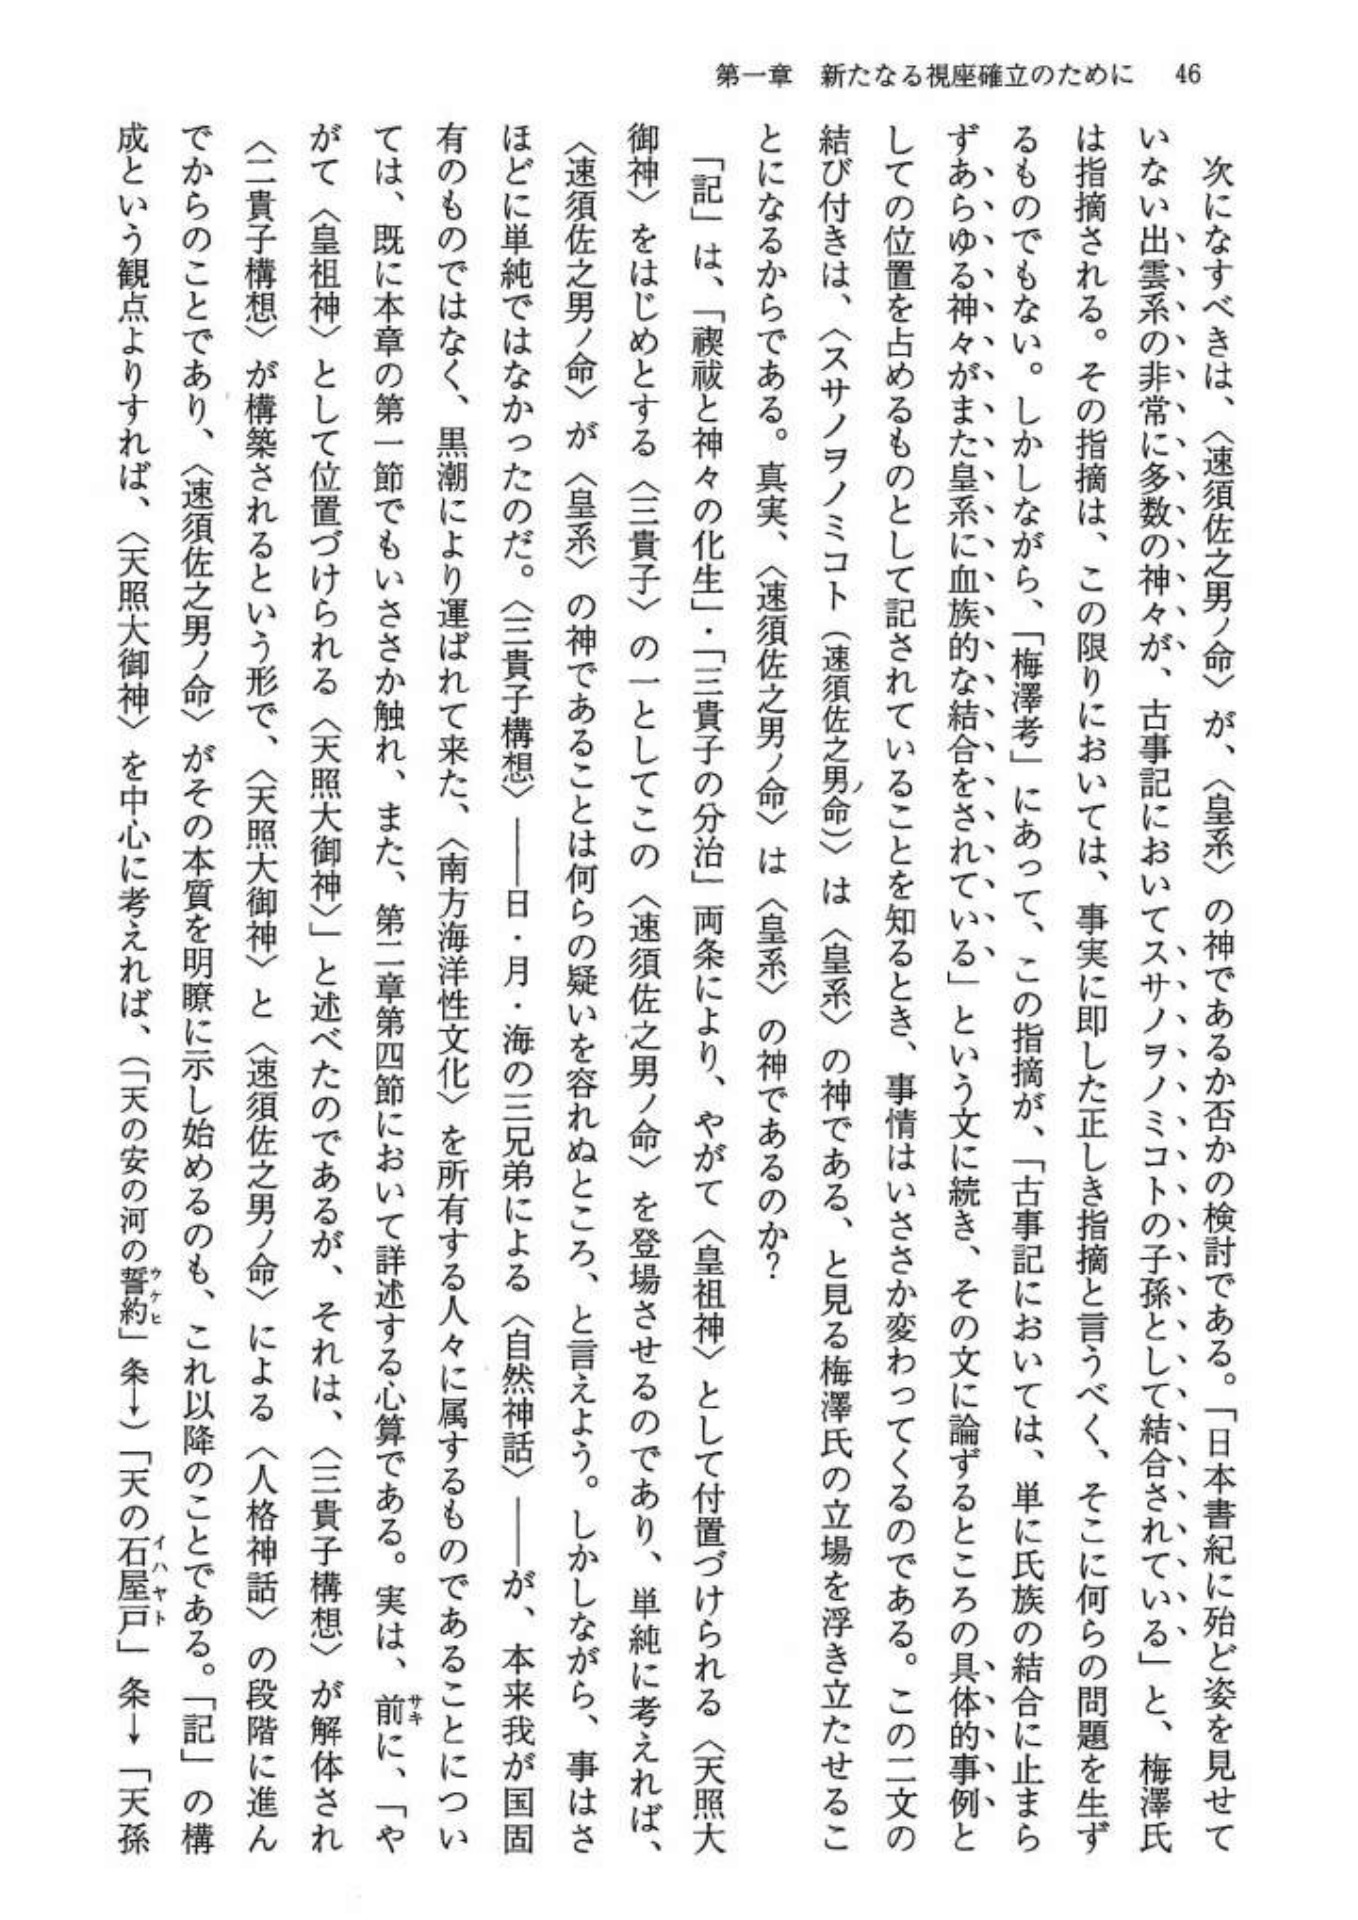 第一章　新たなる視座確立のために　46
次になすべきは、〈速須佐之男ノ命〉が、〈皇系〉の神であるか否かの検討である。「日本書紀に殆ど姿を見せて
いない出雲系の非常に多数の神々が、古事記においてスサノヲノミコトの子孫として結合されている」と、梅澤氏
は指摘される。その指摘は、この限りにおいては、事実に即した正しき指摘と言うべく、そこに何らの問題を生ず
るものでもない。しかしながら、「梅澤考」にあって、この指摘が、「古事記においては、単に氏族の結合に止まら
ずあらゆる神々がまた皇系に血族的な結合をされている」という文に続き、その文に論ずるところの具体的事例と
しての位置を占めるものとして記されていることを知るとき、事情はいささか変わってくるのである。この二文の
結び付きは、〈スサノヲノミコト（速須佐之男ノ命）〉は〈皇系〉の神である、と見る梅澤氏の立場を浮き立たせるこ
とになるからである。真実、〈速須佐之男ノ命〉は〈皇系〉の神であるのか？
「記」は、「禊祓と神々の化生」・「三貴子の分治」両条により、やがて〈皇祖神〉として付置づけられる〈天照大
御神〉をはじめとする〈三貴子〉の一としてこの〈速須佐之男ノ命〉を登場させるのであり、単純に考えれば、
〈速須佐之男ノ命〉が〈皇系〉の神であることは何らの疑いを容れぬところ、と言えよう。しかしながら、事はさ
ほどに単純ではなかったのだ。〈三貴子構想〉――日・月・海の三兄弟による〈自然神話〉――が、本来我が国固
有のものではなく、黒潮により運ばれて来た、〈南方海洋性文化〉を所有する人々に属するものであることについ
ては、既に本章の第一節でもいささか触れ、また、第二章第四節において詳述する心算である。実は、前サキに、「や
がて〈皇祖神〉として位置づけられる〈天照大御神〉」と述べたのであるが、それは、〈三貴子構想〉が解体され
〈二貴子構想〉が構築されるという形で、〈天照大御神〉と〈速須佐之男ノ命〉による〈人格神話〉の段階に進ん
でからのことであり、〈速須佐之男ノ命〉がその本質を明瞭に示し始めるのも、これ以降のことである。「記」の構
成という観点よりすれば、〈天照大御神〉を中心に考えれば、（「天の安の河の誓約ウケヒ」条→）「天の石屋戸イハヤト」条→「天孫